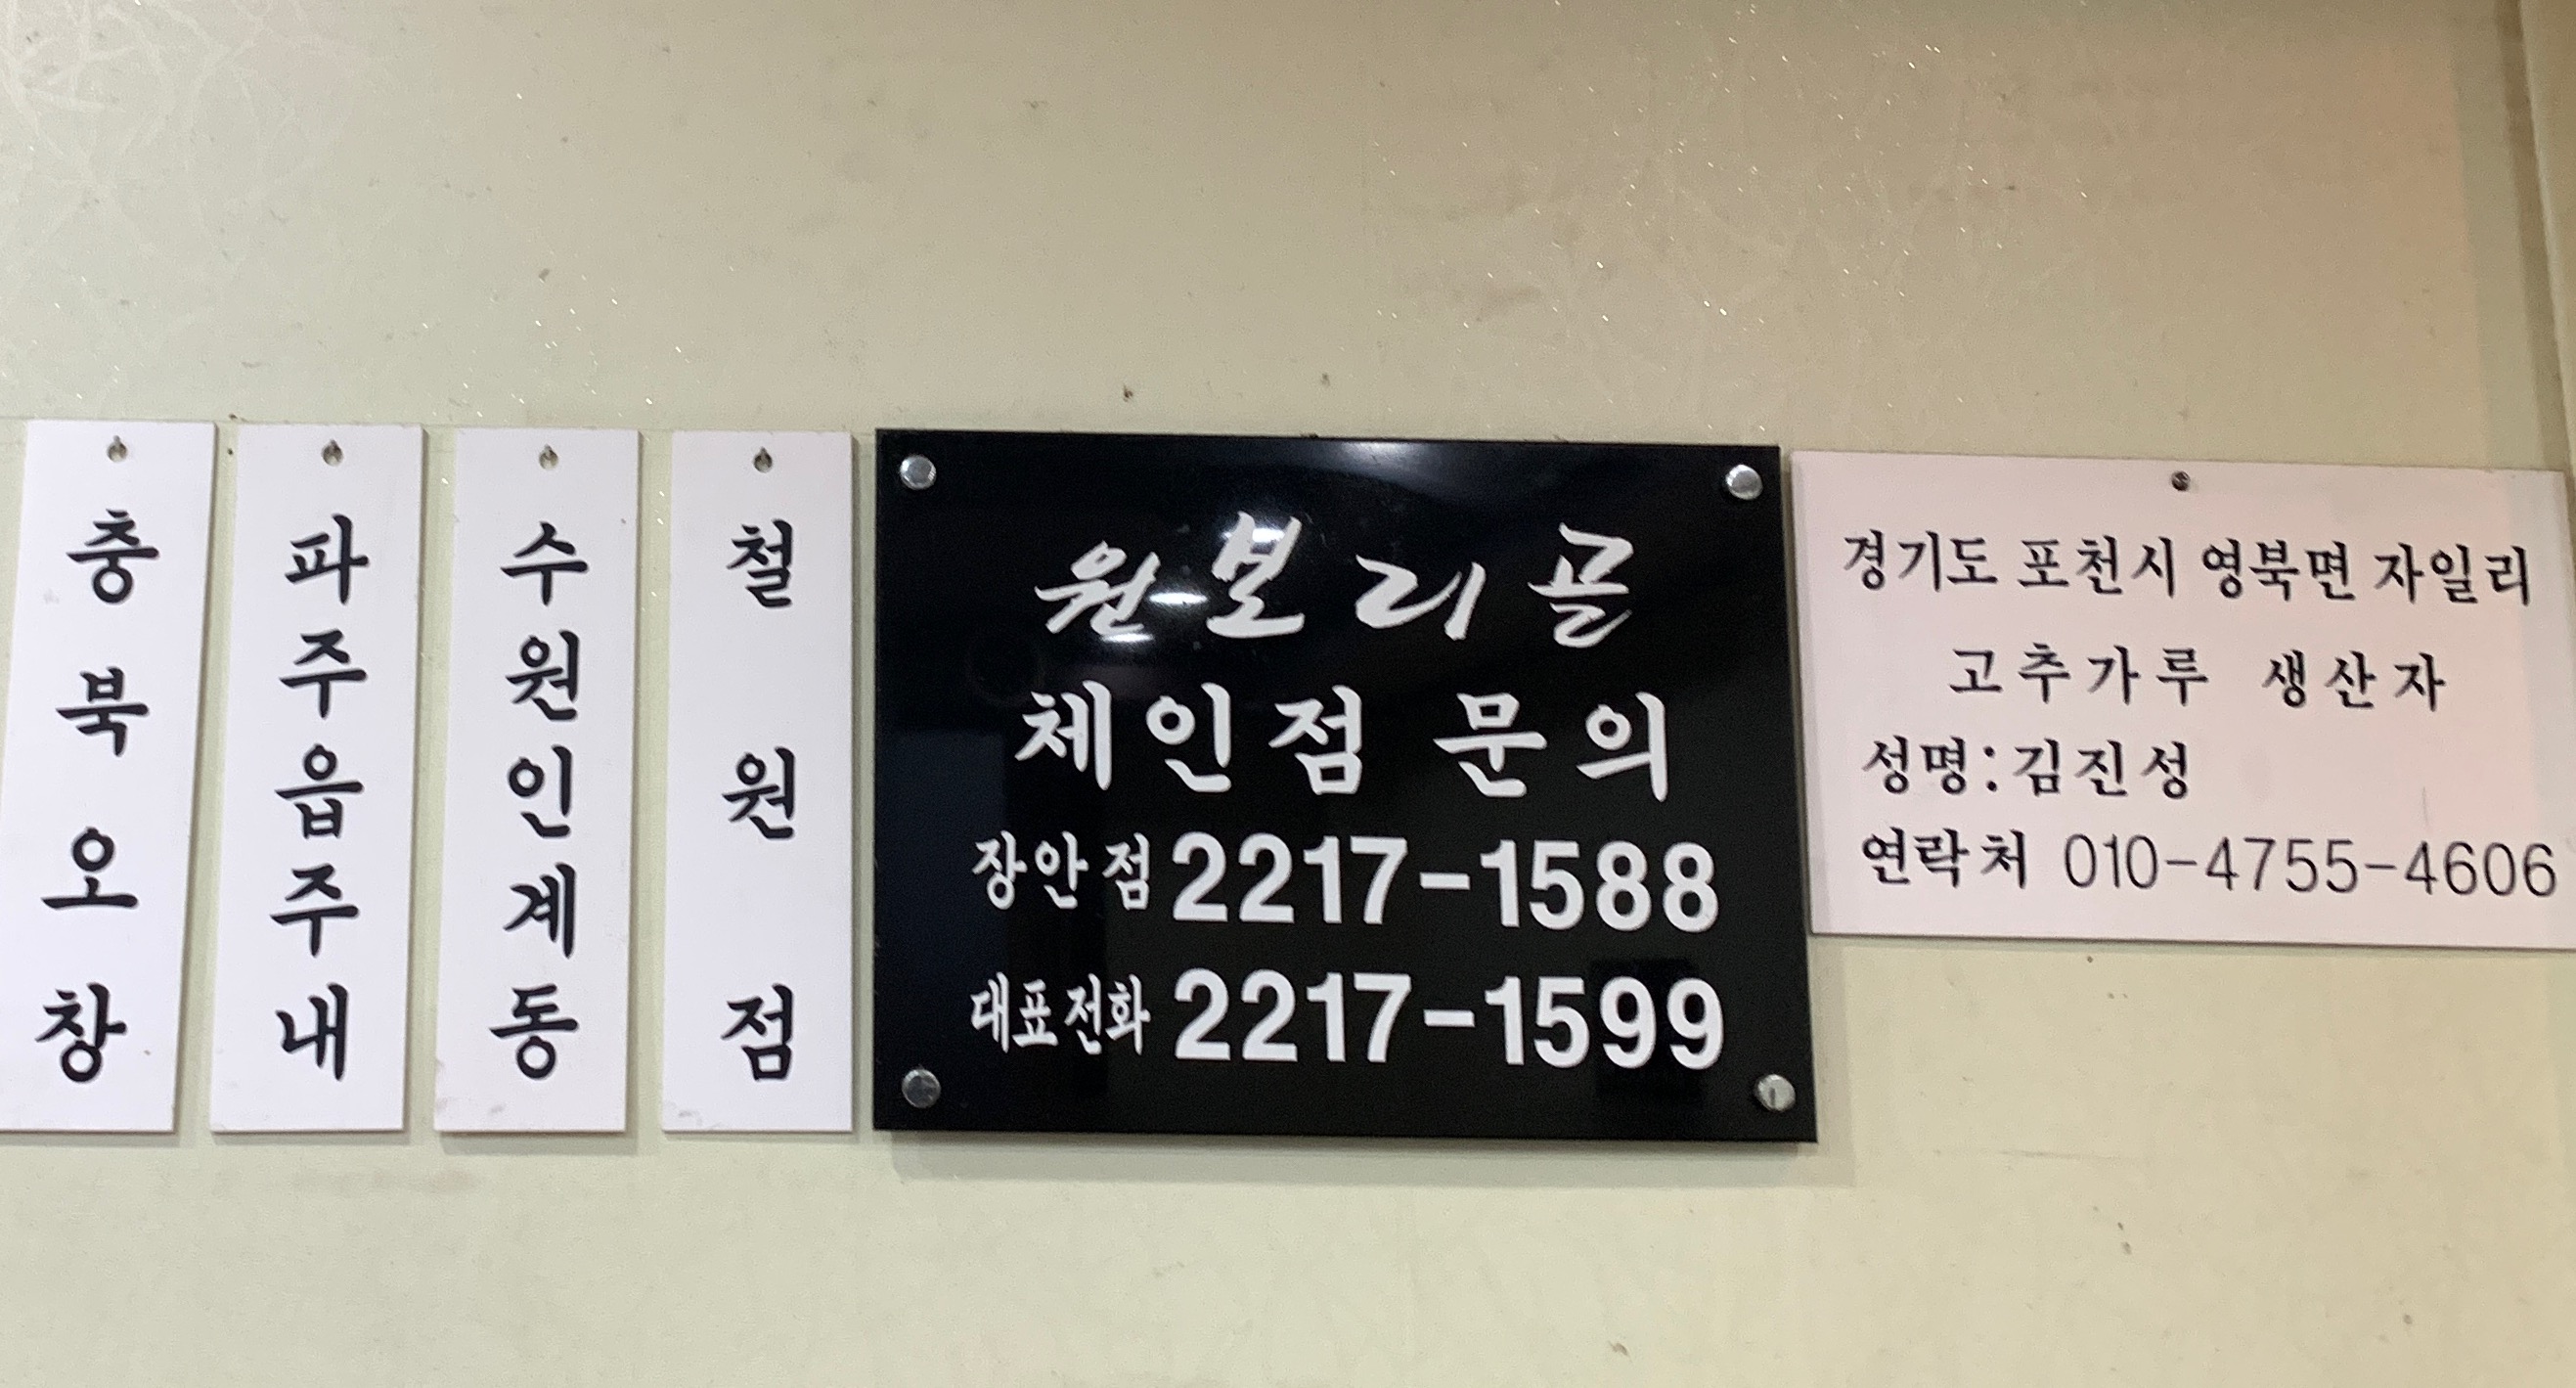 충북오창
파주읍주내
수원인계동
철원점
원보리골
체인점 문의
장안점 2217-1588
대표전화 2217-1599
경기도 포천시 영북면 자일리
고추가루 생산자
성명:김진성
연락처 010-4755-4606